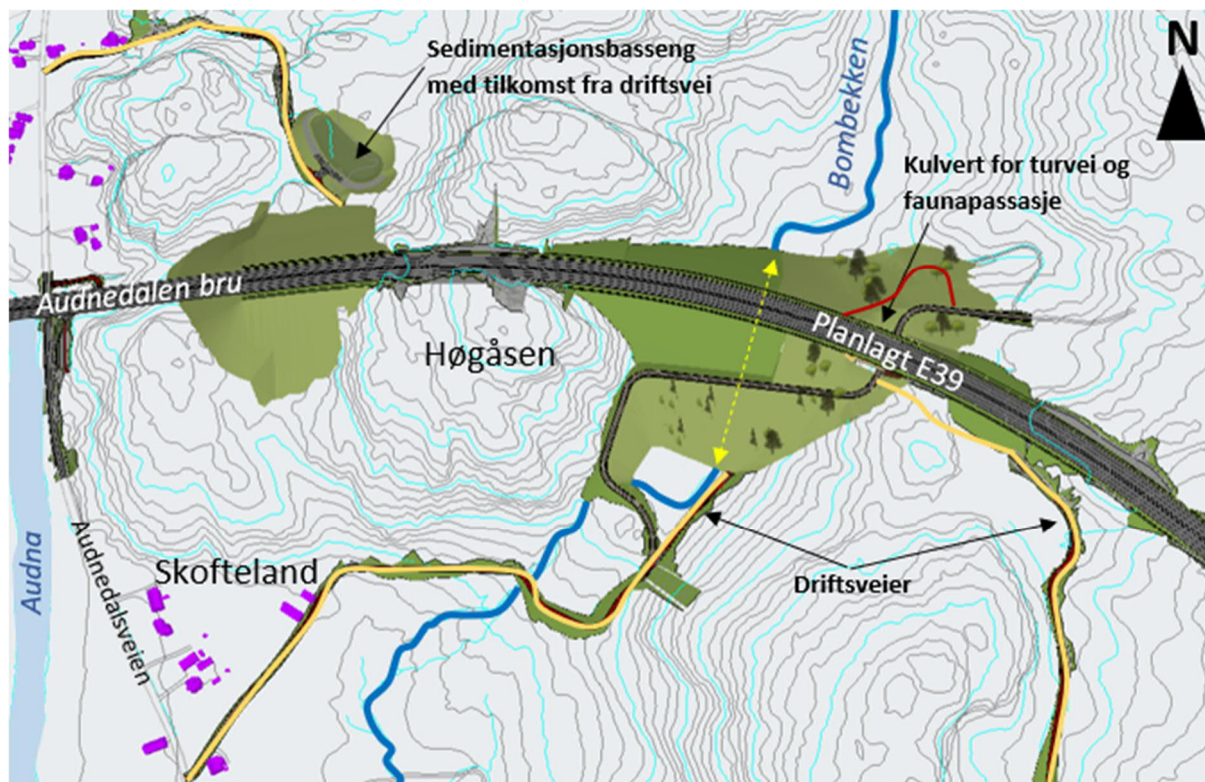 Sedimentasjonsbasseng
med tilkomst fra driftsvei
N
Bombekken
Kulvert for turvei og
faunapassasje
Audnedalen bru
Høgåsen
Planlagt E39
Audna
Audnedalsveien
Skofteland
Driftsveier